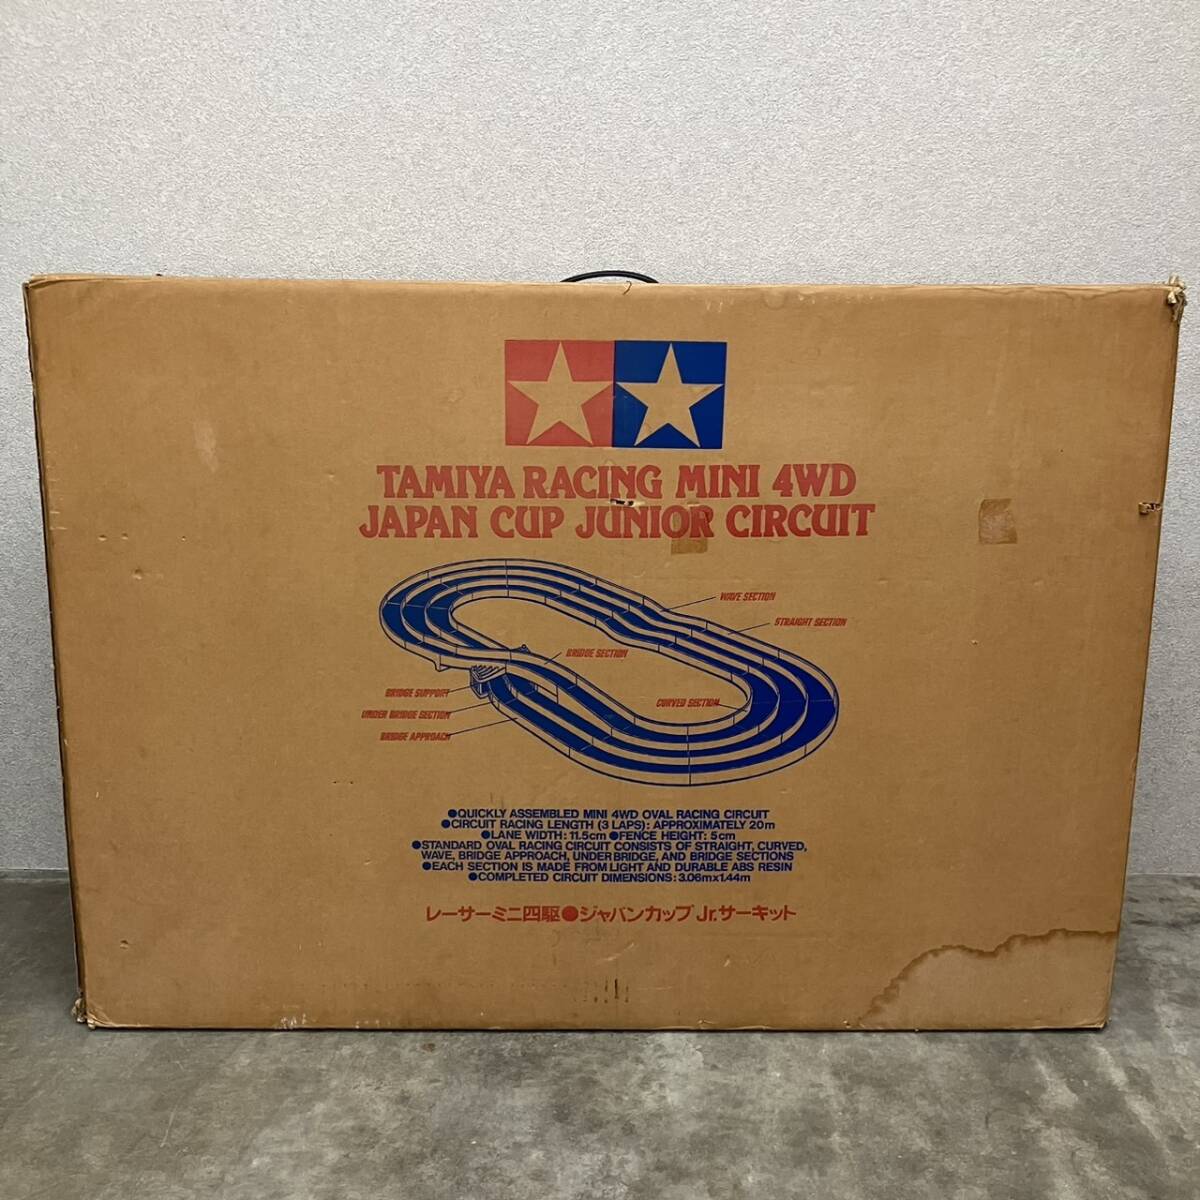 TAMIYA RACING MINI 4WD
JAPAN CUP JUNIOR CIRCUIT
WAVE SECTION
STRAIGHT SECTION
BRIDGE SECTION
BRIDGE SUPPORT
CURVED SECTION
UNDER BRIDGE SECTION
BRIDGE APPROACH
●QUICKLY ASSEMBLED MINI 4WD OVAL RACING CIRCUIT
●CIRCUIT RACING LENGTH (3 LAPS): APPROXIMATELY 20m
●LANE WIDTH: 11.5cm ●FENCE HEIGHT: 5cm
●STANDARD OVAL RACING CIRCUIT CONSISTS OF STRAIGHT, CURVED,
WAVE, BRIDGE APPROACH, UNDER BRIDGE, AND BRIDGE SECTIONS
●EACH SECTION IS MADE FROM LIGHT AND DURABLE ABS RESIN
●COMPLETED CIRCUIT DIMENSIONS: 3.06m×1.44m
レーサーミニ四駆●ジャパンカップ Jr.サーキット